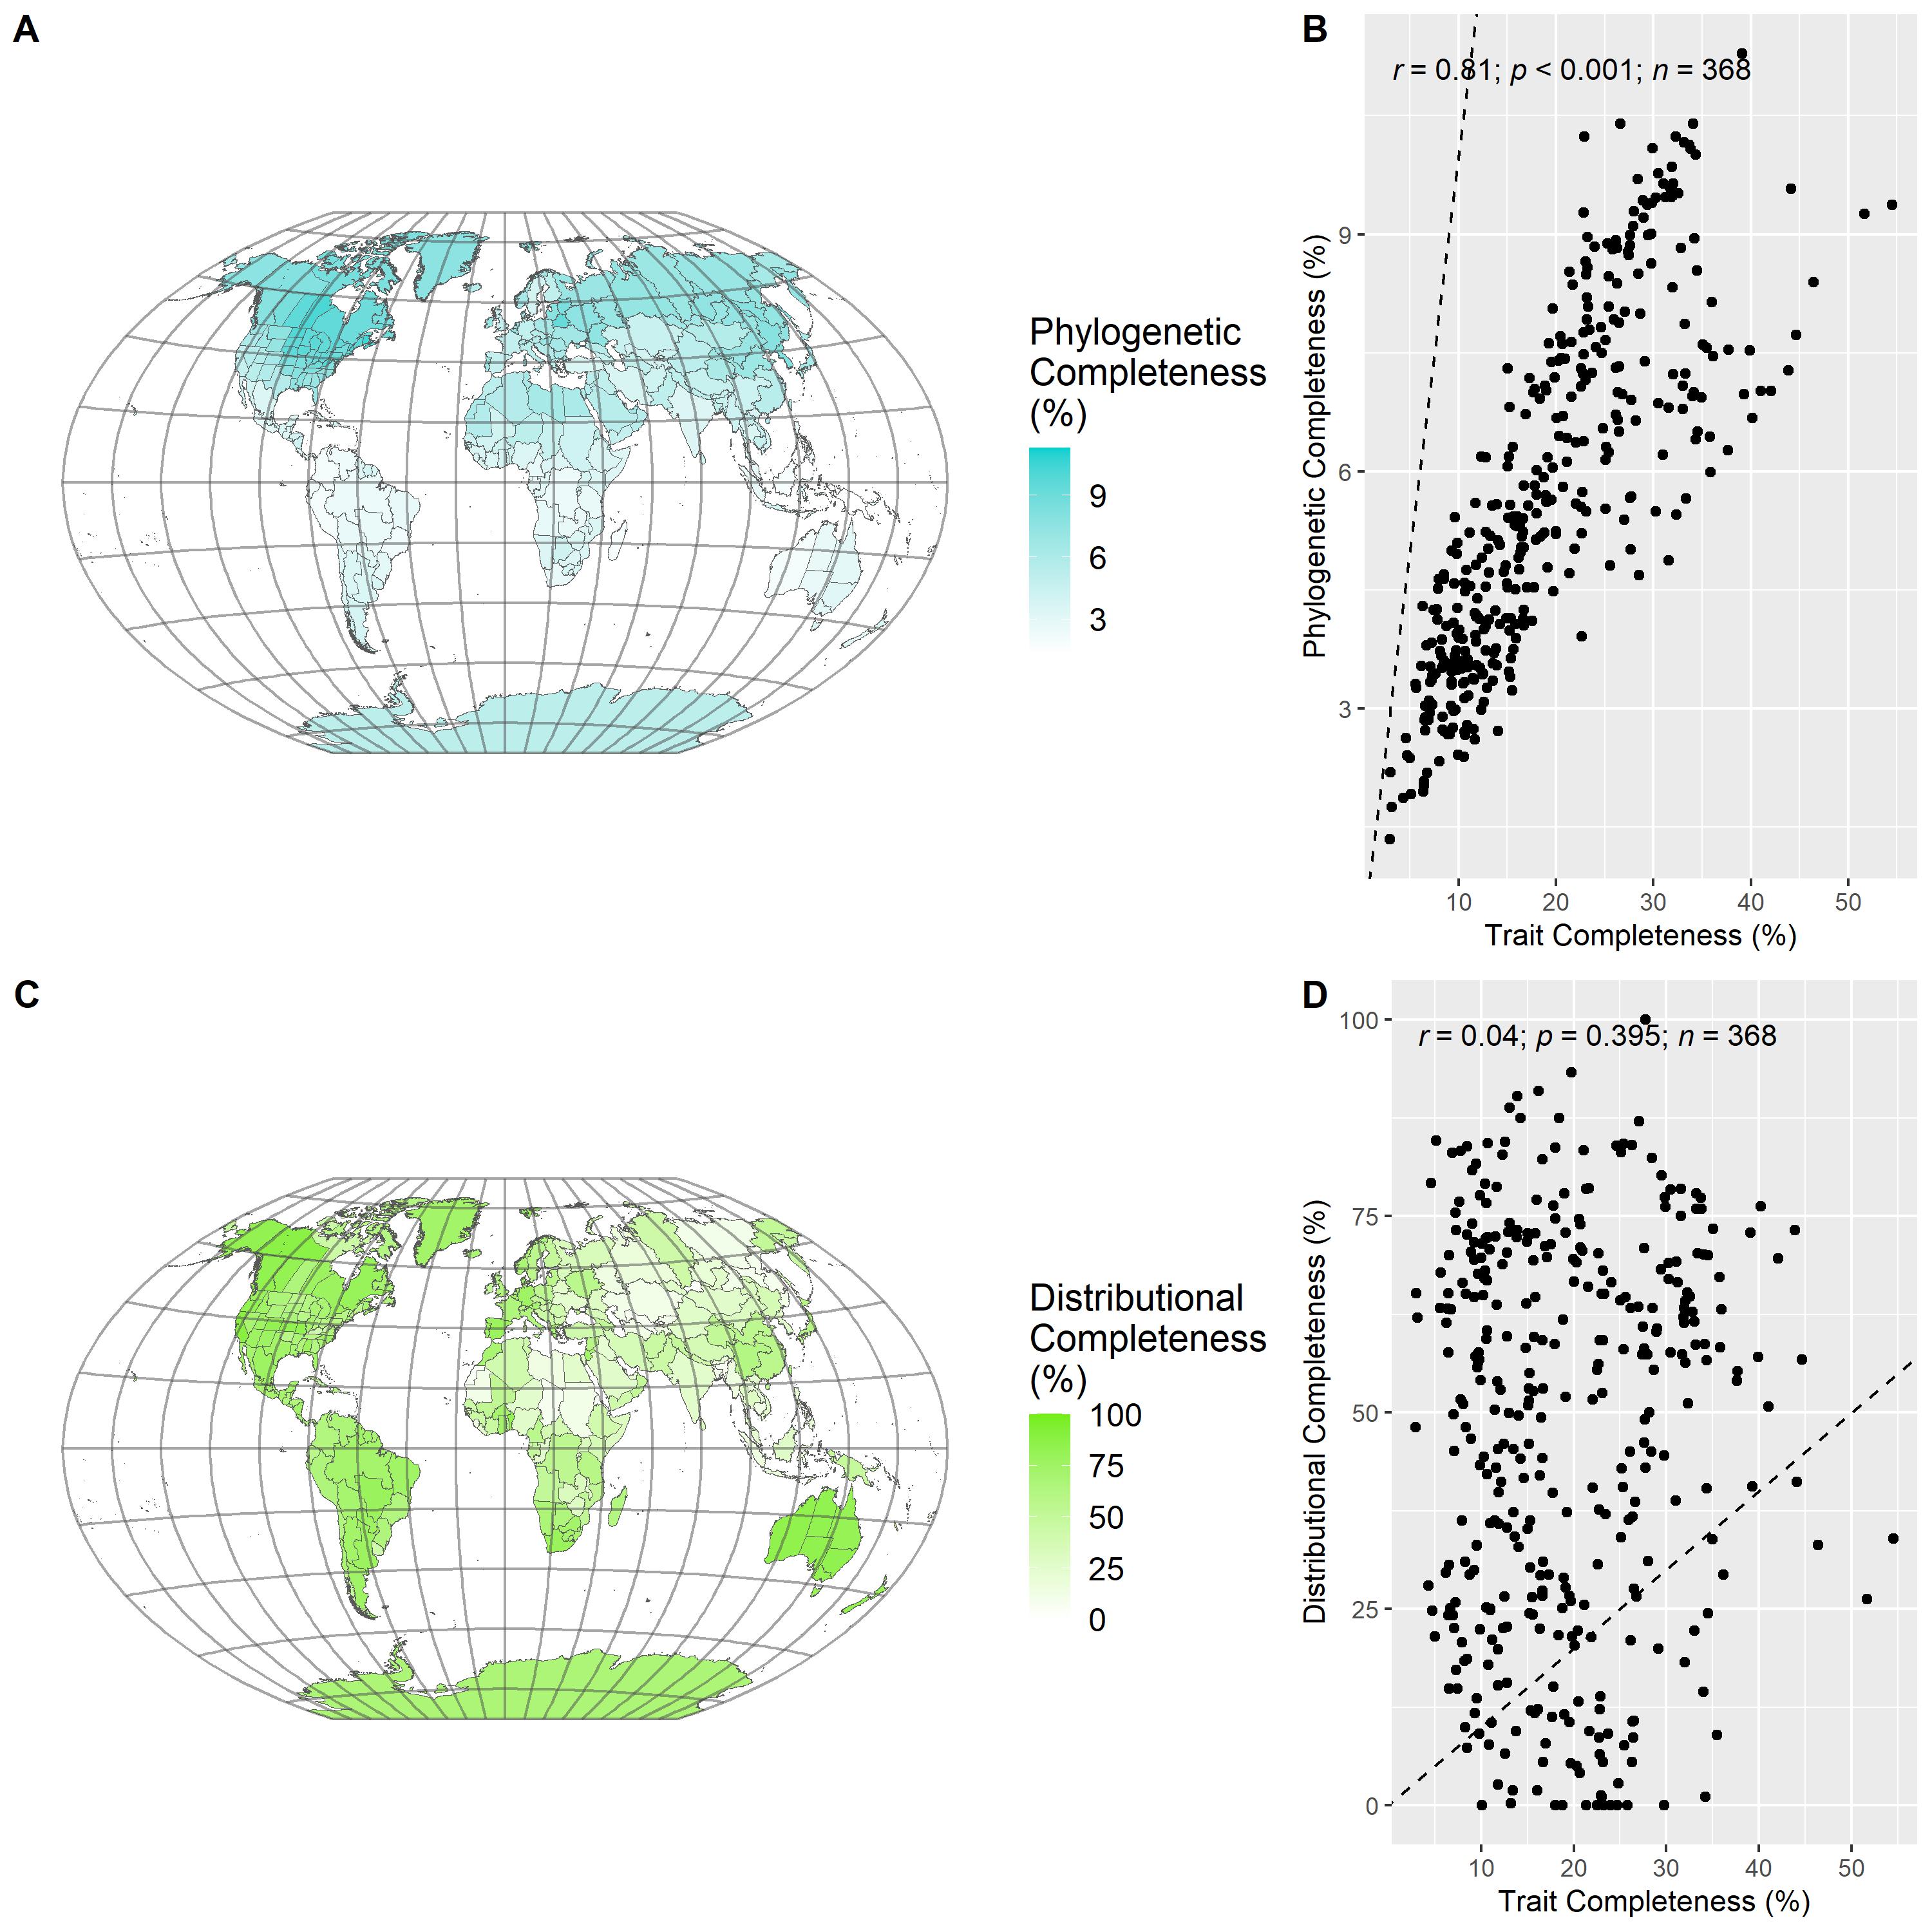 A
Phylogenetic
Completeness
(%)
9
6
3
B
r = 0.81; p < 0.001; n = 368
Phylogenetic Completeness (%)
9
6
3
10 20 30 40 50
Trait Completeness (%)
C
Distributional
Completeness
(%)
100
75
50
25
0
D
r = 0.04; p = 0.395; n = 368
Distributional Completeness (%)
100
75
50
25
0
10 20 30 40 50
Trait Completeness (%)